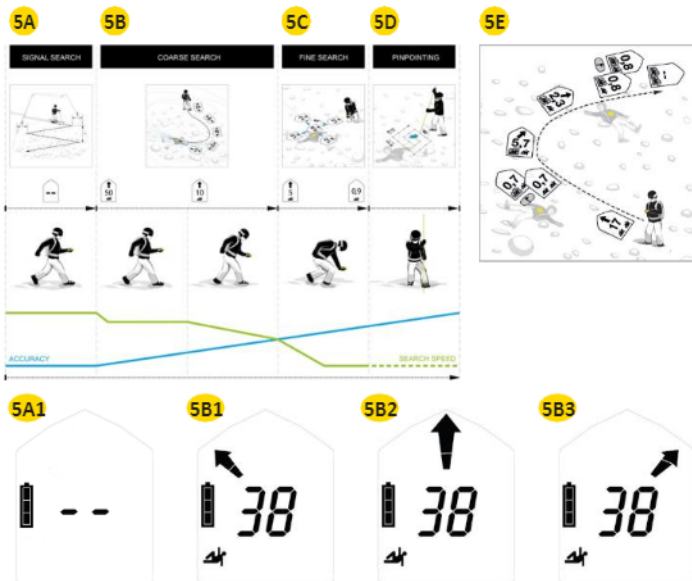 5A 5B 5C 5D 5E
SIGNAL SEARCH COARSE SEARCH FINE SEARCH PINPOINTING
-- 50 10 5 0,9
ACCURACY SEARCH SPEED
0,8
0,8
--
2,3
5,7
0,7 0,7
17
5A1 5B1 5B2 5B3
-- 38 38 38